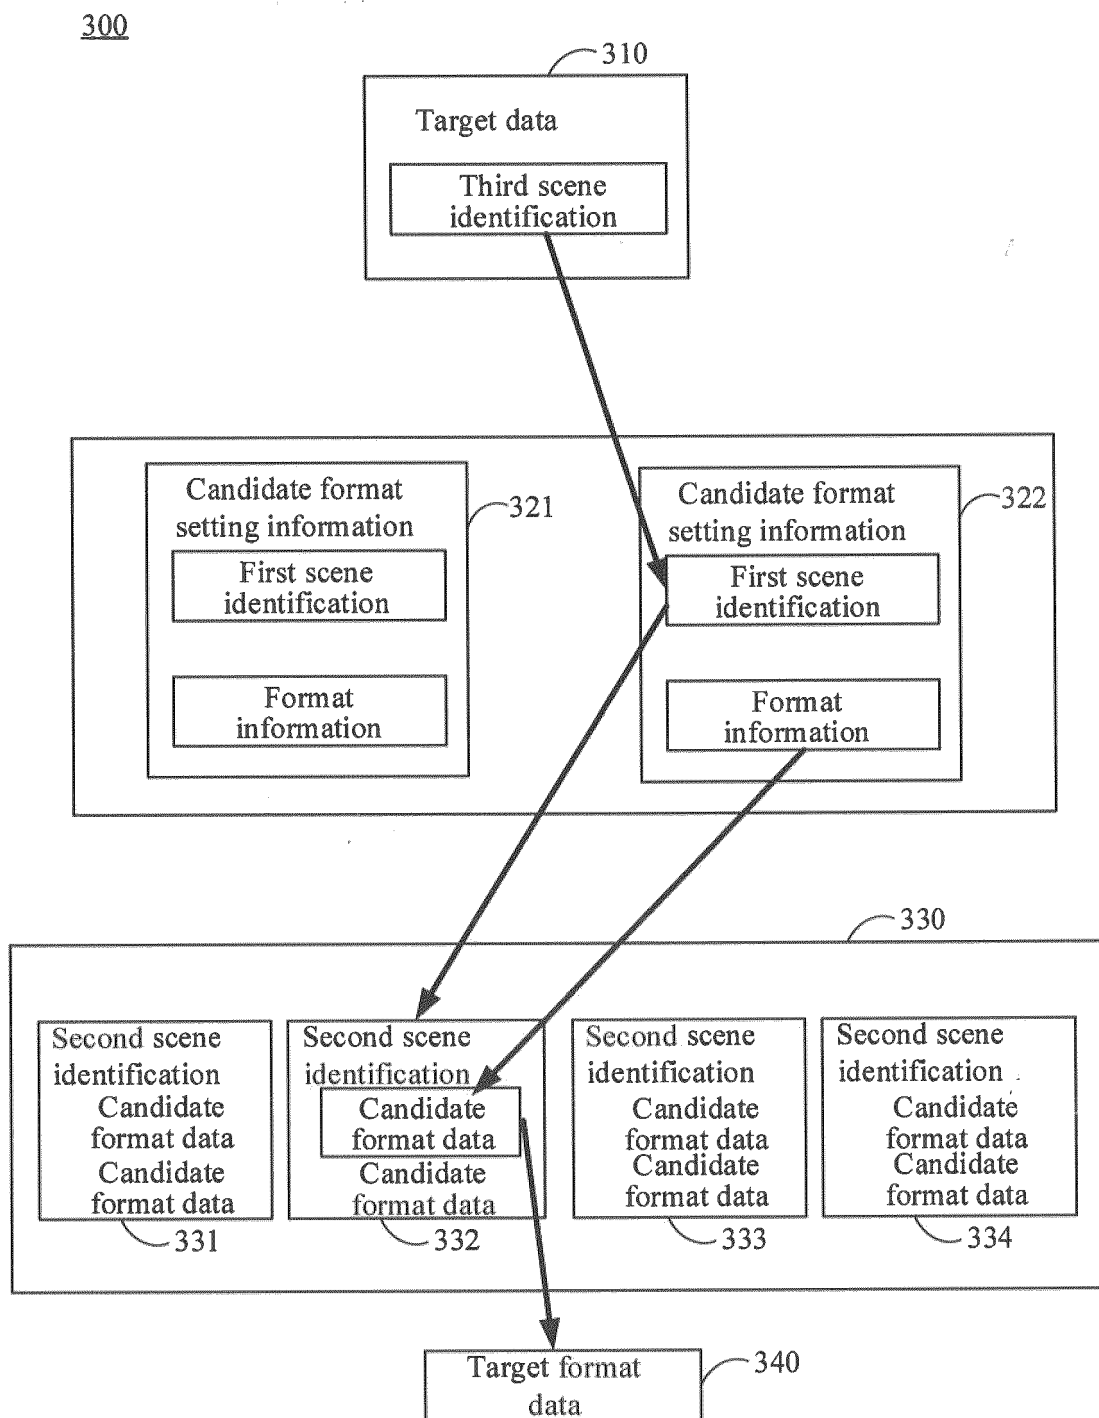 300
310
Target data
Third scene
identification
Candidate format
setting information
321
First scene
identification
Format
information
Candidate format
setting information
322
First scene
identification
Format
information
330
Second scene
identification
Candidate
format data
Candidate
format data
331
Second scene
identification
Candidate
format data
Candidate
format data
332
Second scene
identification
Candidate
format data
Candidate
format data
333
Second scene
identification
Candidate
format data
Candidate
format data
334
Target format
data
340